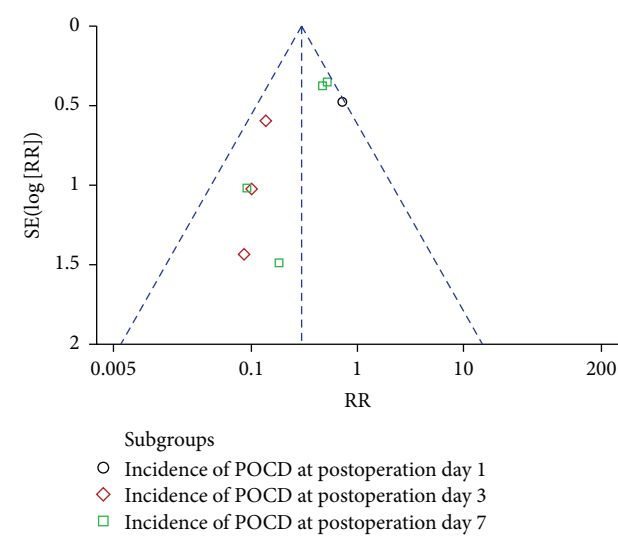 0
0.5
1
1.5
2
SE(log [RR])
0.005 0.1 1 10 200
RR
Subgroups
Incidence of POCD at postoperation day 1
Incidence of POCD at postoperation day 3
Incidence of POCD at postoperation day 7